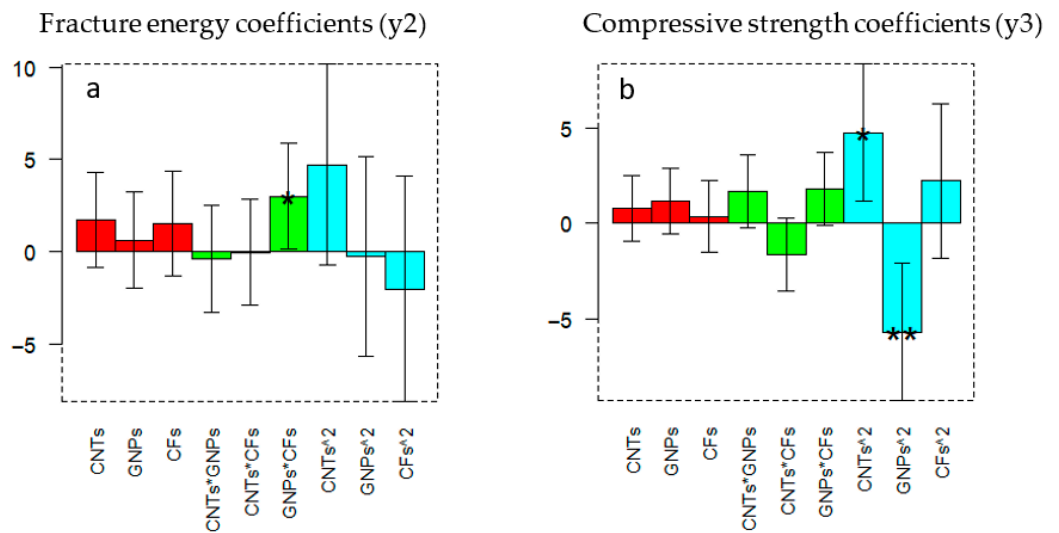 Fracture energy coefficients (y2)
Compressive strength coefficients (y3)
a
10
5
0
−5
CNTs
GNPs
CFs
CNTs*GNPs
CNTs*CFs
GNPs*CFs
CNTs^2
GNPs^2
CFs^2
*
b
5
0
−5
CNTs
GNPs
CFs
CNTs*GNPs
CNTs*CFs
GNPs*CFs
CNTs^2
GNPs^2
CFs^2
*
**